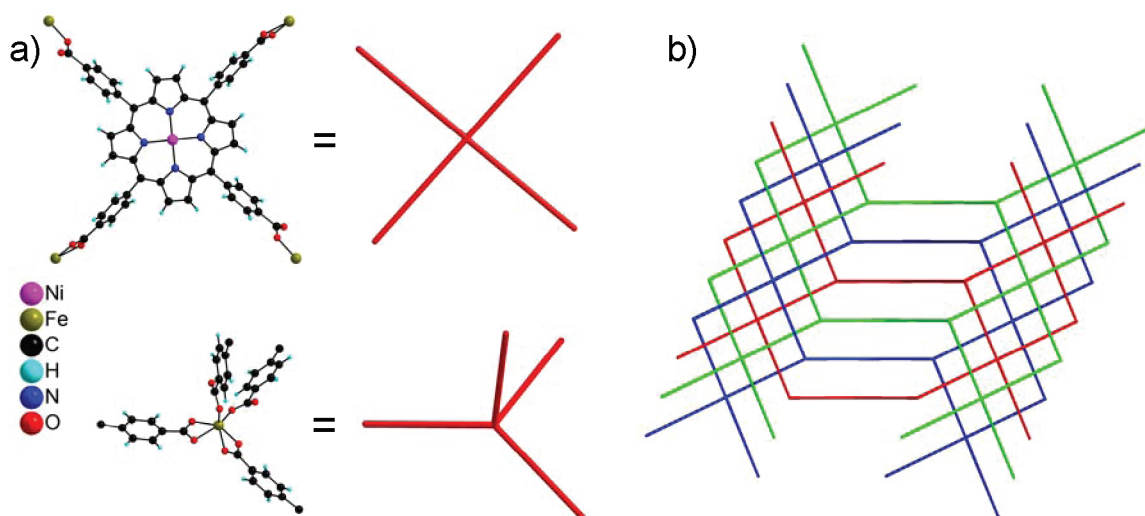 a)
=
b)
Ni
Fe
C
H
N
O
=